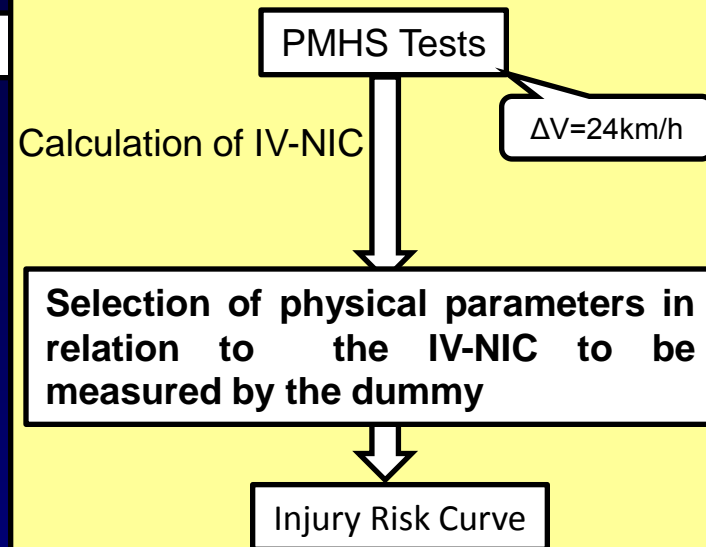 PMHS Tests
ΔV=24km/h
Calculation of IV-NIC
Selection of physical parameters in
relation to the IV-NIC to be
measured by the dummy
Injury Risk Curve